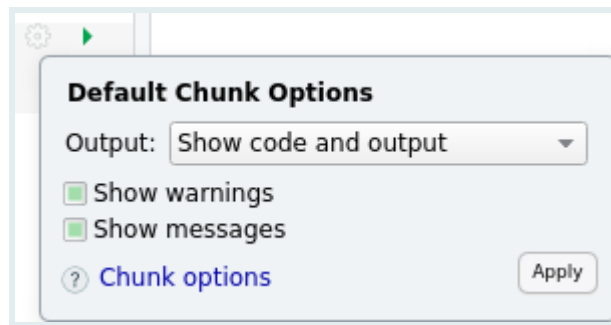 Default Chunk Options
Output: Show code and output
Show warnings
Show messages
? Chunk options Apply